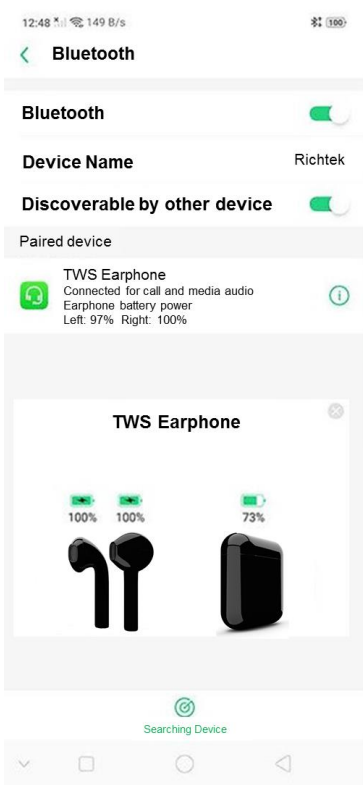 12:48 149 B/s 100
Bluetooth
Bluetooth
Device Name Richtek
Discoverable by other device
Paired device
TWS Earphone
Connected for call and media audio
Earphone battery power
Left: 97% Right: 100%
TWS Earphone
100% 100% 73%
Searching Device